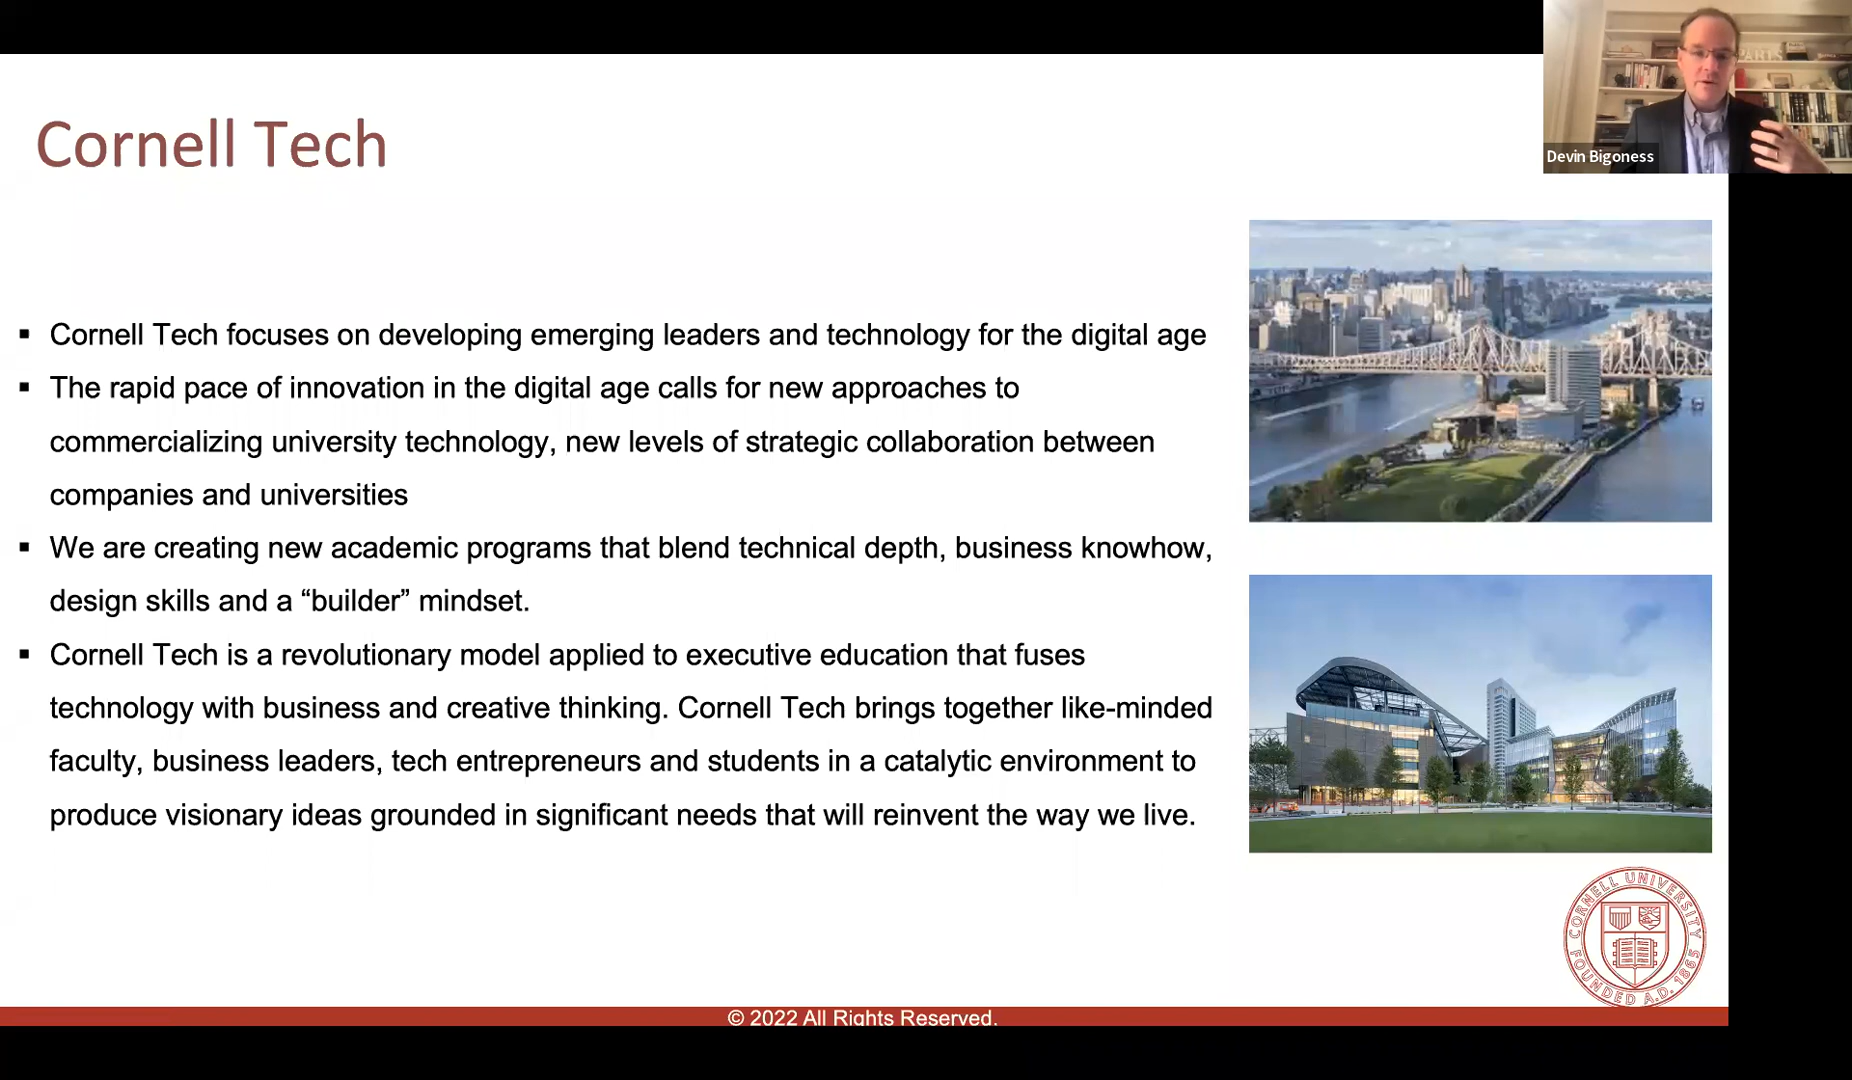 Cornell Tech
▪ Cornell Tech focuses on developing emerging leaders and technology for the digital age
▪ The rapid pace of innovation in the digital age calls for new approaches to
commercializing university technology, new levels of strategic collaboration between
companies and universities
▪ We are creating new academic programs that blend technical depth, business knowhow,
design skills and a “builder” mindset.
▪ Cornell Tech is a revolutionary model applied to executive education that fuses
technology with business and creative thinking. Cornell Tech brings together like-minded
faculty, business leaders, tech entrepreneurs and students in a catalytic environment to
produce visionary ideas grounded in significant needs that will reinvent the way we live.
Devin Bigoness
CORNELL UNIVERSITY
FOUNDED A.D. 1865
© 2022 All Rights Reserved.